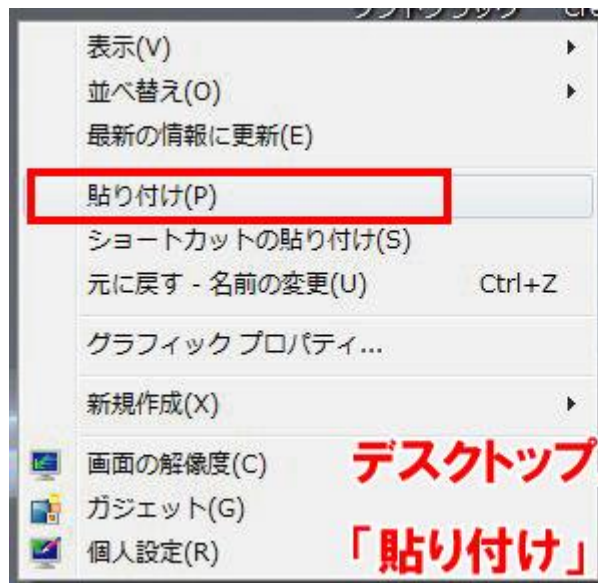 表示(V)
並べ替え(O)
最新の情報に更新(E)
貼り付け(P)
ショートカットの貼り付け(S)
元に戻す - 名前の変更(U) Ctrl+Z
グラフィック プロパティ...
新規作成(X)
画面の解像度(C)
デスクトップ
ガジェット(G)
個人設定(R)
「貼り付け」